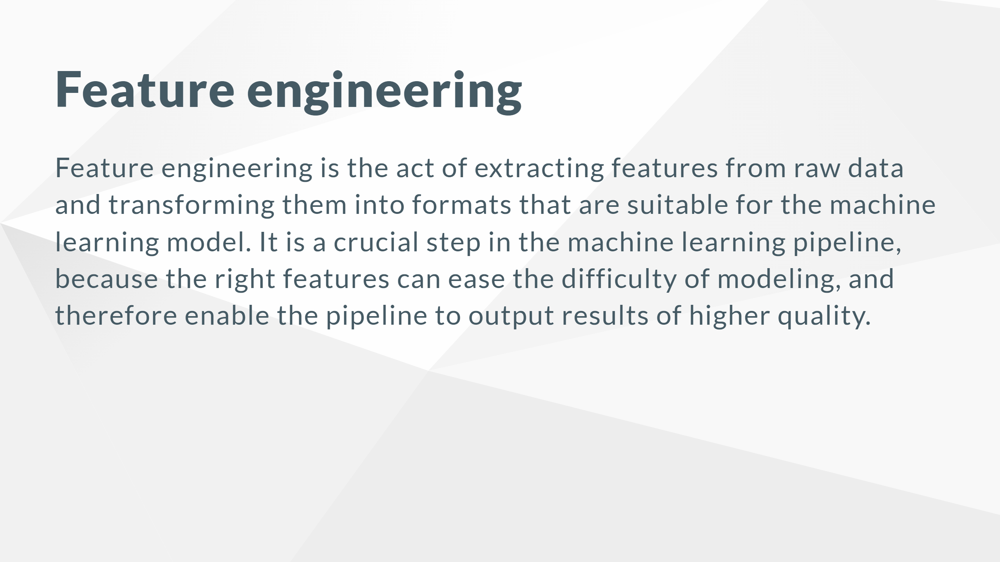 Feature engineering
Feature engineering is the act of extracting features from raw data
and transforming them into formats that are suitable for the machine
learning model. It is a crucial step in the machine learning pipeline,
because the right features can ease the difficulty of modeling, and
therefore enable the pipeline to output results of higher quality.